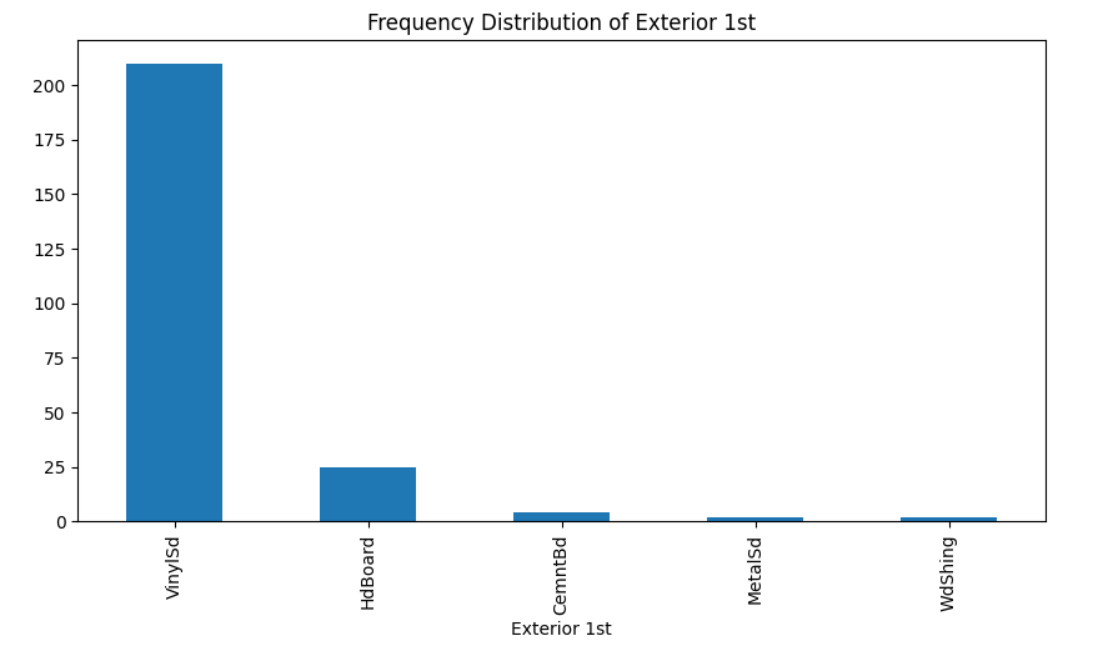 Frequency Distribution of Exterior 1st
200
175
150
125
100
75
50
25
0
VinylSd
HdBoard
CemntBd
MetalSd
WdShing
Exterior 1st